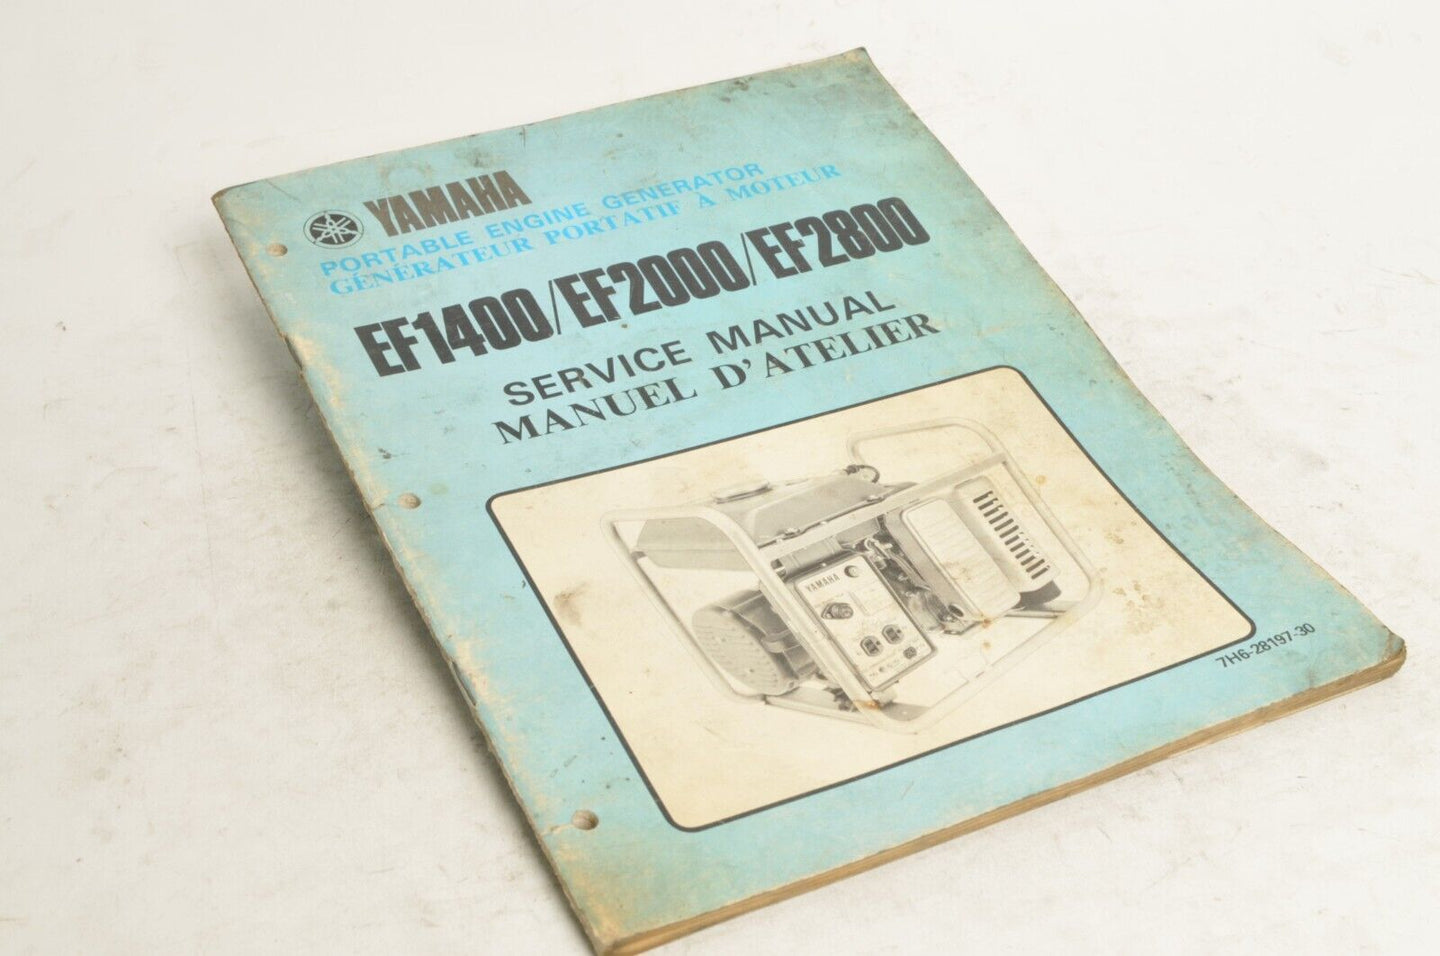 YAMAHA
PORTABLE ENGINE GENERATOR
GÉNÉRATEUR PORTATIF À MOTEUR
EF1400/EF2000/EF2800
SERVICE MANUAL
MANUEL D'ATELIER
YAMAHA
7H6-28197-30